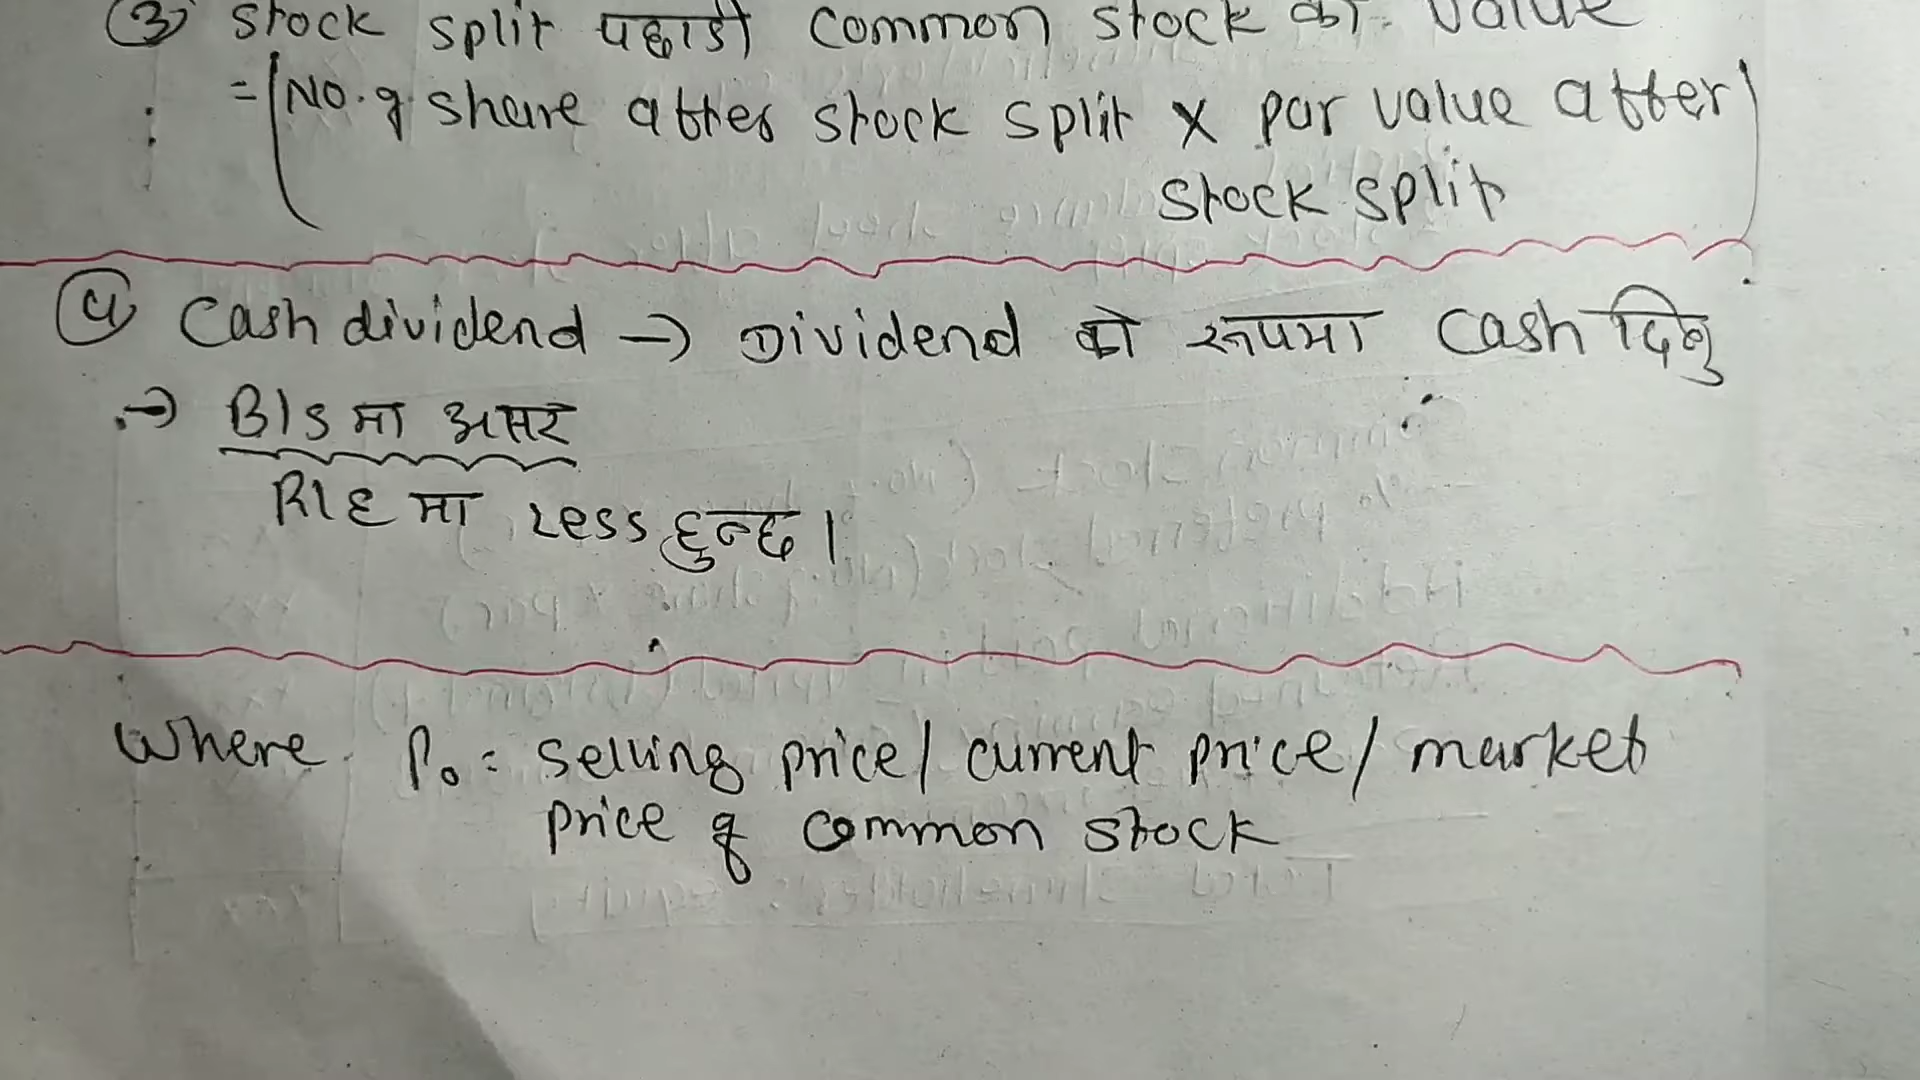 ③ stock split पछाडी common stock को value
= (No. of share after stock split × par value after
stock split)
④ Cash dividend → Dividend को रूपमा cash दिनु
→ B/S मा असर
R/E मा Less हुन्छ।
Where P₀ = selling price/ current price/ market
price of common stock